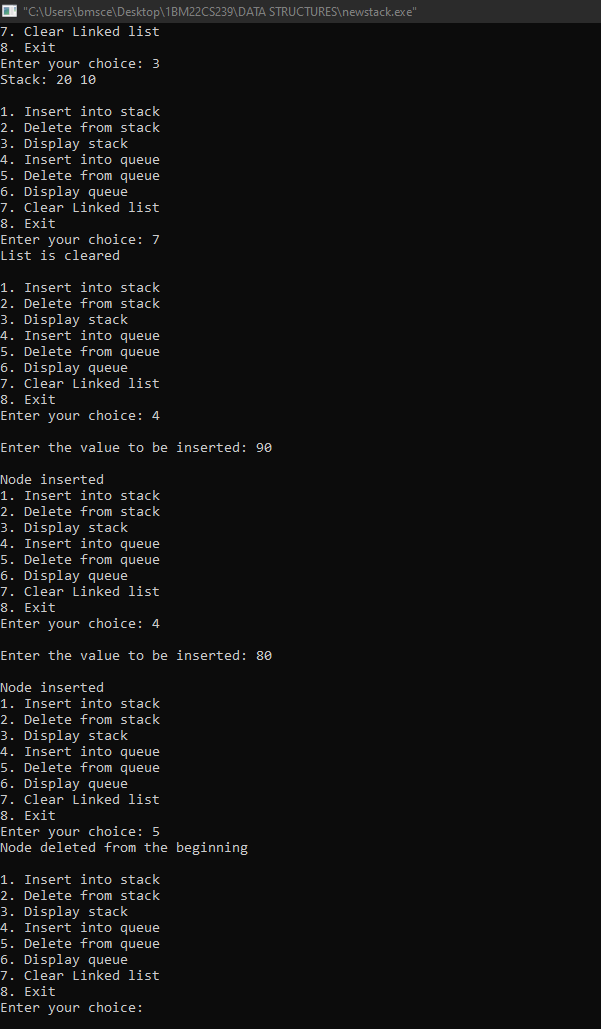 "C:\Users\bmsce\Desktop\1BM22CS239\DATA STRUCTURES\newstack.exe"
7. Clear Linked list
8. Exit
Enter your choice: 3
Stack: 20 10
1. Insert into stack
2. Delete from stack
3. Display stack
4. Insert into queue
5. Delete from queue
6. Display queue
7. Clear Linked list
8. Exit
Enter your choice: 7
List is cleared
1. Insert into stack
2. Delete from stack
3. Display stack
4. Insert into queue
5. Delete from queue
6. Display queue
7. Clear Linked list
8. Exit
Enter your choice: 4
Enter the value to be inserted: 90
Node inserted
1. Insert into stack
2. Delete from stack
3. Display stack
4. Insert into queue
5. Delete from queue
6. Display queue
7. Clear Linked list
8. Exit
Enter your choice: 4
Enter the value to be inserted: 80
Node inserted
1. Insert into stack
2. Delete from stack
3. Display stack
4. Insert into queue
5. Delete from queue
6. Display queue
7. Clear Linked list
8. Exit
Enter your choice: 5
Node deleted from the beginning
1. Insert into stack
2. Delete from stack
3. Display stack
4. Insert into queue
5. Delete from queue
6. Display queue
7. Clear Linked list
8. Exit
Enter your choice: